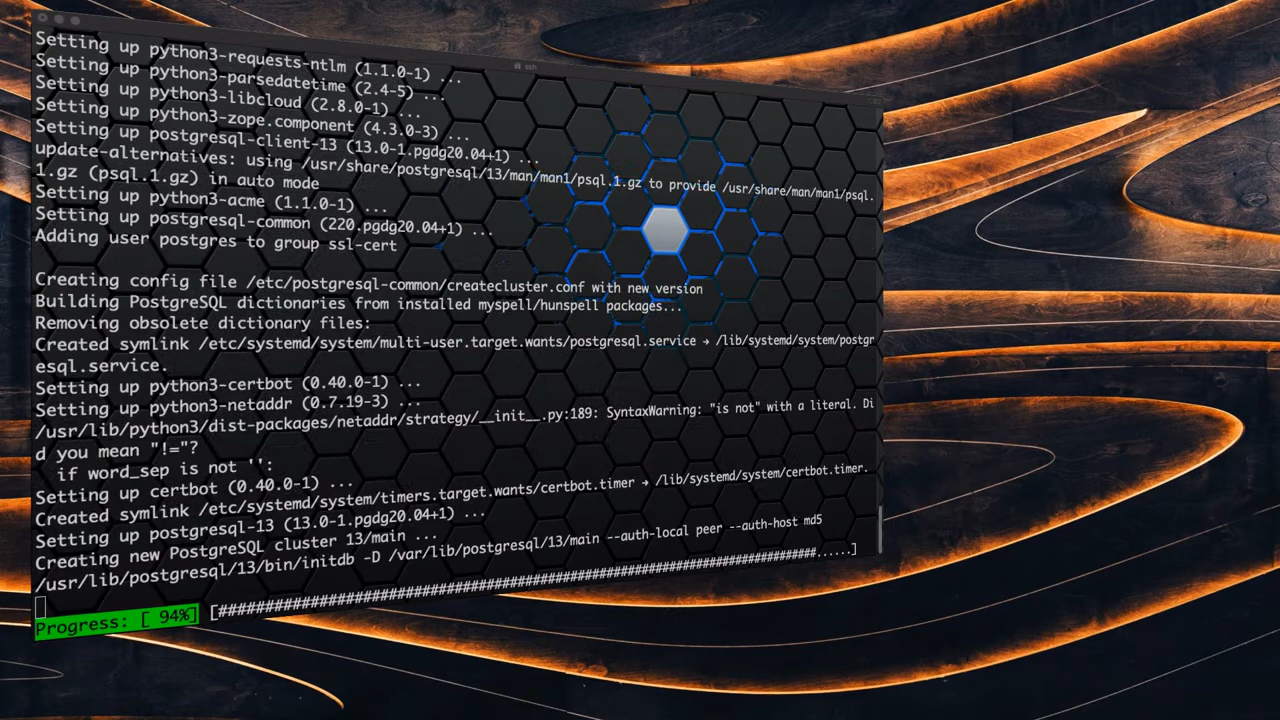 ssh
Setting up python3-requests-ntlm (1.1.0-1) ...
Setting up python3-parsedatetime (2.4-5) ...
Setting up python3-libcloud (2.8.0-1) ...
Setting up python3-zope.component (4.3.0-3) ...
Setting up postgresql-client-13 (13.0-1.pgdg20.04+1) ...
update-alternatives: using /usr/share/postgresql/13/man/man1/psql.1.gz to provide /usr/share/man/man1/psql.
1.gz (psql.1.gz) in auto mode
Setting up python3-acme (1.1.0-1) ...
Setting up postgresql-common (220.pgdg20.04+1) ...
Adding user postgres to group ssl-cert
Creating config file /etc/postgresql-common/createcluster.conf with new version
Building PostgreSQL dictionaries from installed myspell/hunspell packages...
Removing obsolete dictionary files:
Created symlink /etc/systemd/system/multi-user.target.wants/postgresql.service → /lib/systemd/system/postgr
esql.service.
Setting up python3-certbot (0.40.0-1) ...
Setting up python3-netaddr (0.7.19-3) ...
/usr/lib/python3/dist-packages/netaddr/strategy/__init__.py:189: SyntaxWarning: "is not" with a literal. Di
d you mean "!="?
  if word_sep is not '':
Setting up certbot (0.40.0-1) ...
Created symlink /etc/systemd/system/timers.target.wants/certbot.timer → /lib/systemd/system/certbot.timer.
Setting up postgresql-13 (13.0-1.pgdg20.04+1) ...
Creating new PostgreSQL cluster 13/main ...
/usr/lib/postgresql/13/bin/initdb -D /var/lib/postgresql/13/main --auth-local peer --auth-host md5
Progress: [ 94%] [#####################################################################################......]